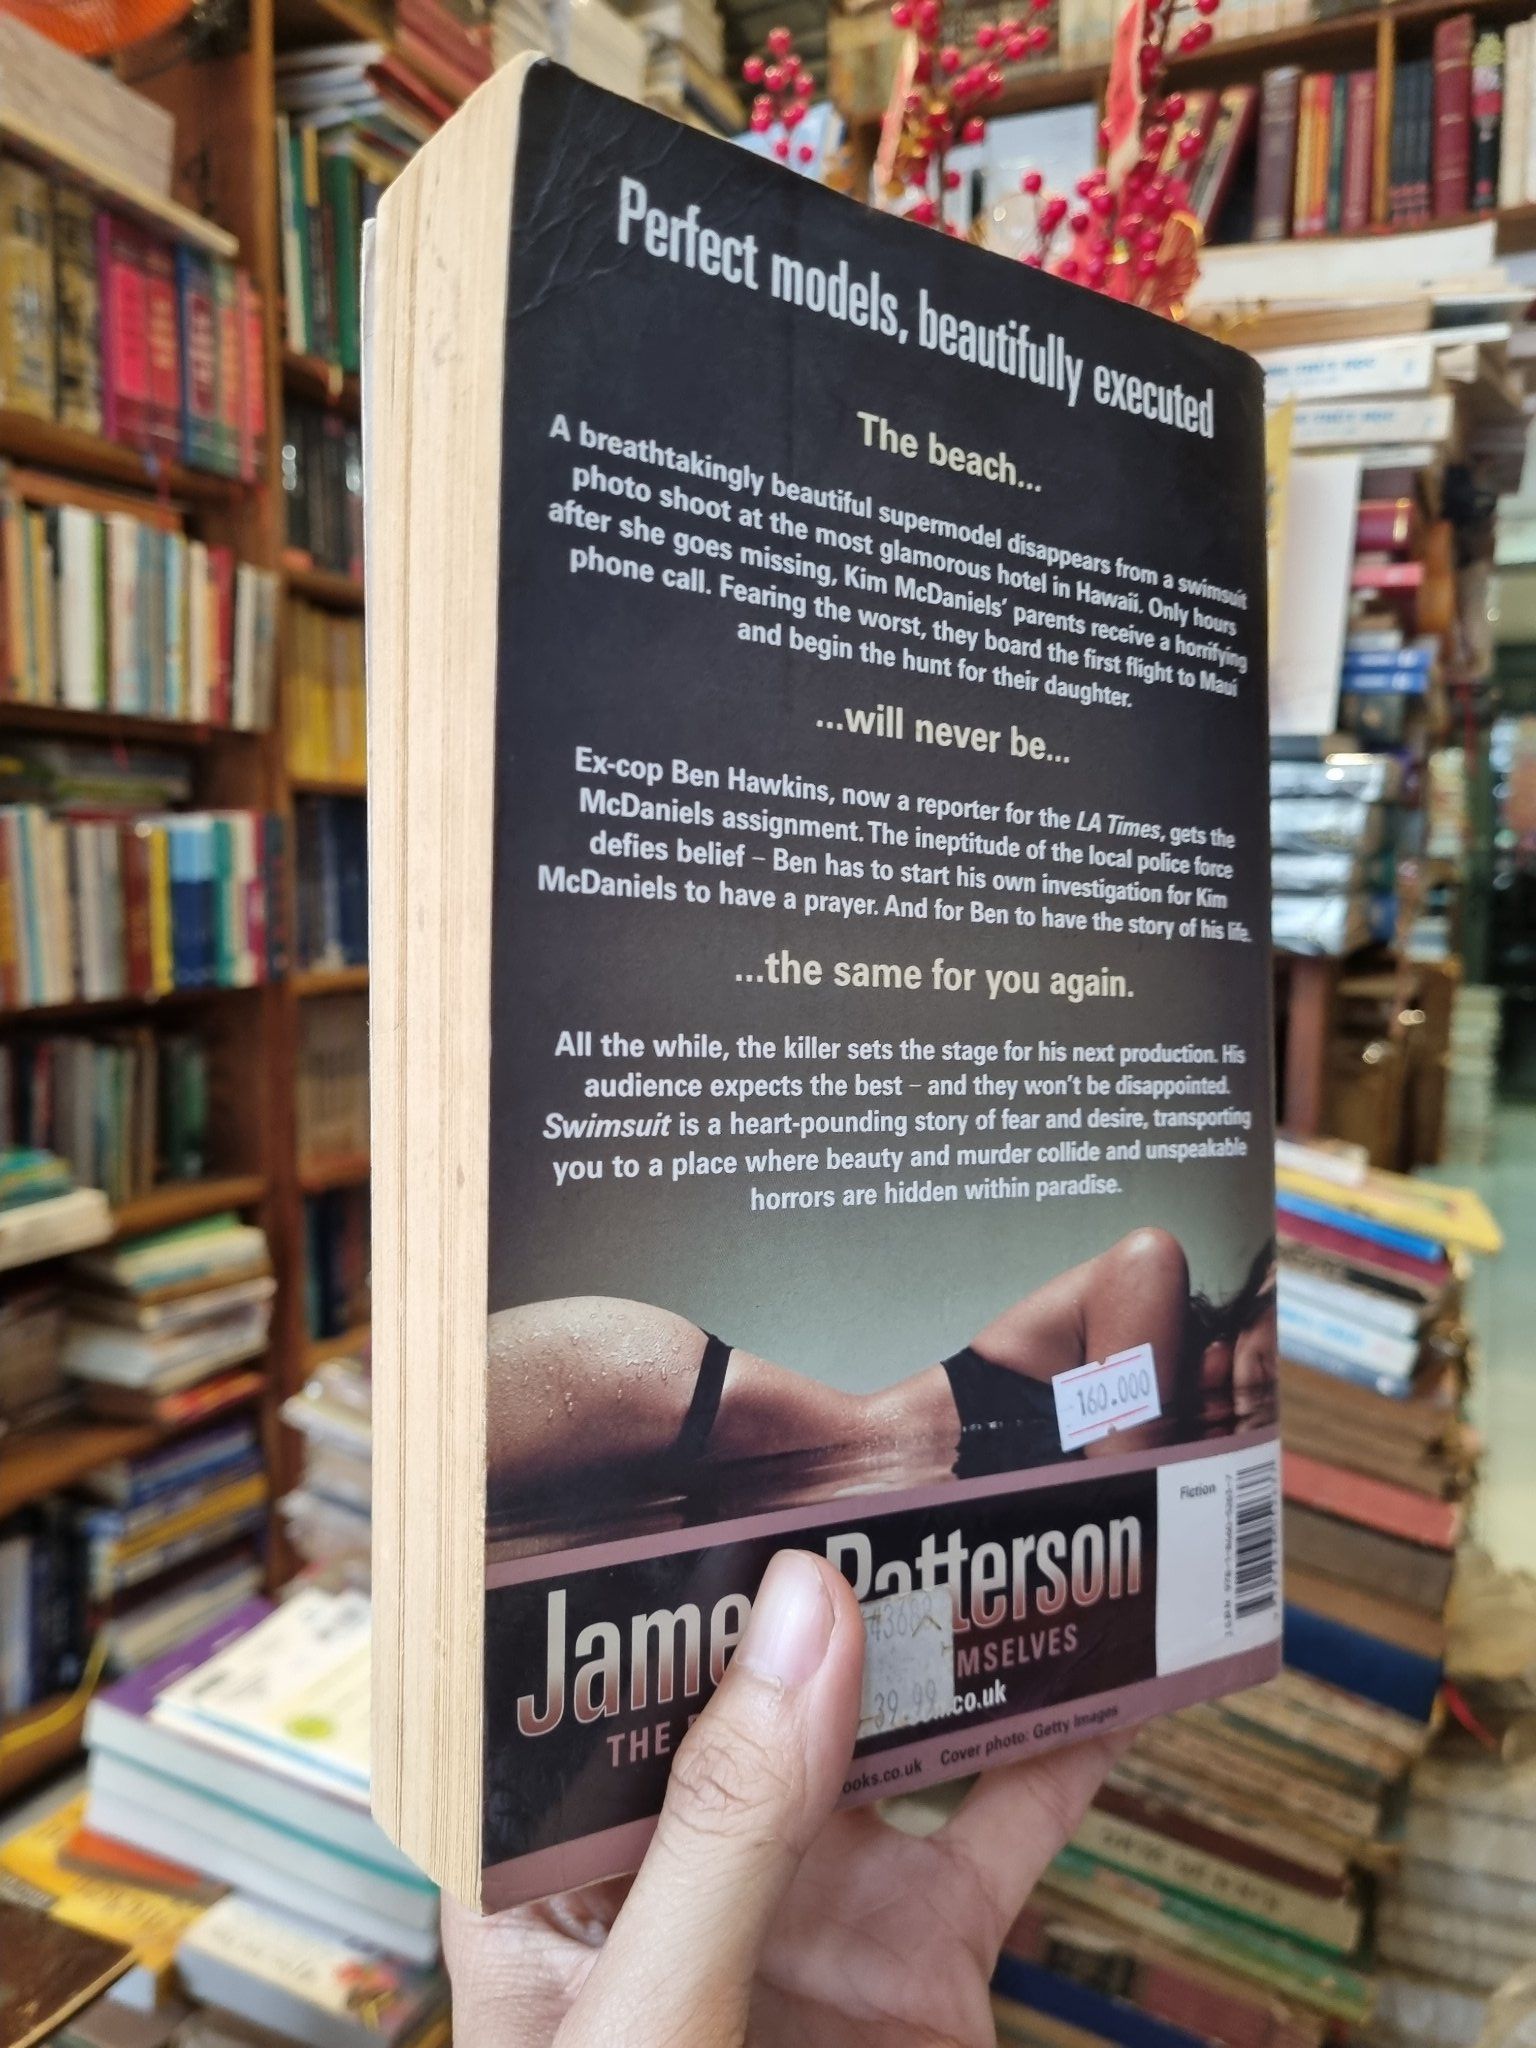 Perfect models, beautifully executed
The beach...
A breathtakingly beautiful supermodel disappears from a swimsuit
photo shoot at the most glamorous hotel in Hawaii. Only hours
after she goes missing, Kim McDaniels' parents receive a horrifying
phone call. Fearing the worst, they board the first flight to Maui
and begin the hunt for their daughter.
...will never be...
Ex-cop Ben Hawkins, now a reporter for the LA Times, gets the
McDaniels assignment. The ineptitude of the local police force
defies belief – Ben has to start his own investigation for Kim
McDaniels to have a prayer. And for Ben to have the story of his life.
...the same for you again.
All the while, the killer sets the stage for his next production. His
audience expects the best – and they won't be disappointed.
Swimsuit is a heart-pounding story of fear and desire, transporting
you to a place where beauty and murder collide and unspeakable
horrors are hidden within paradise.
160.000
Fiction
Patterson
THE
39.99
Cover photo: Getty Images